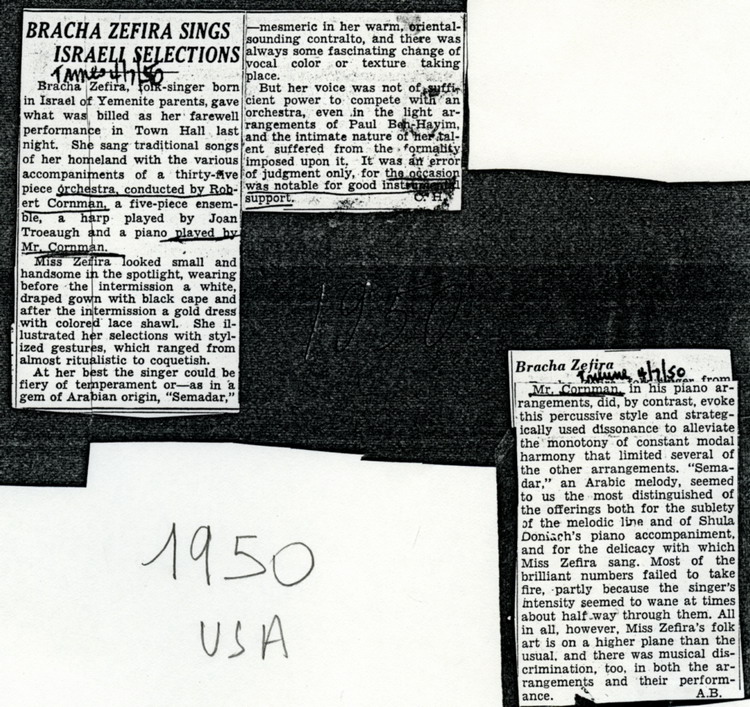 BRACHA ZEFIRA SINGS
ISRAELI SELECTIONS
Times 4/7/50
Bracha Zefira, folk-singer born
in Israel of Yemenite parents, gave
what was billed as her farewell
performance in Town Hall last
night. She sang traditional songs
of her homeland with the various
accompaniments of a thirty-five
piece orchestra, conducted by Rob-
ert Cornman, a five-piece ensem-
ble, a harp played by Joan
Troeaugh and a piano played by
Mr. Cornman.
Miss Zefira looked small and
handsome in the spotlight, wearing
before the intermission a white,
draped gown with black cape and
after the intermission a gold dress
with colored lace shawl. She il-
lustrated her selections with styl-
ized gestures, which ranged from
almost ritualistic to coquetish.
At her best the singer could be
fiery of temperament or—as in a
gem of Arabian origin, "Semadar,"
—mesmeric in her warm, oriental-
sounding contralto, and there was
always some fascinating change of
vocal color or texture taking
place.
But her voice was not of suffi-
cient power to compete with an
orchestra, even in the light ar-
rangements of Paul Ben-Hayim,
and the intimate nature of her tal-
ent suffered from the formality
imposed upon it. It was an error
of judgment only, for the occasion
was notable for good instrumental
support. C. H.
Bracha Zefira
Tribune 4/7/50
singer from
Mr. Cornman, in his piano ar-
rangements, did, by contrast, evoke
this percussive style and strateg-
ically used dissonance to alleviate
the monotony of constant modal
harmony that limited several of
the other arrangements. "Sema-
dar," an Arabic melody, seemed
to us the most distinguished of
the offerings both for the sublety
of the melodic line and of Shula
Doniach's piano accompaniment,
and for the delicacy with which
Miss Zefira sang. Most of the
brilliant numbers failed to take
fire, partly because the singer's
intensity seemed to wane at times
about half way through them. All
in all, however, Miss Zefira's folk
art is on a higher plane than the
usual, and there was musical dis-
crimination, too, in both the ar-
rangements and their perform-
ance. A.B.
1950
USA